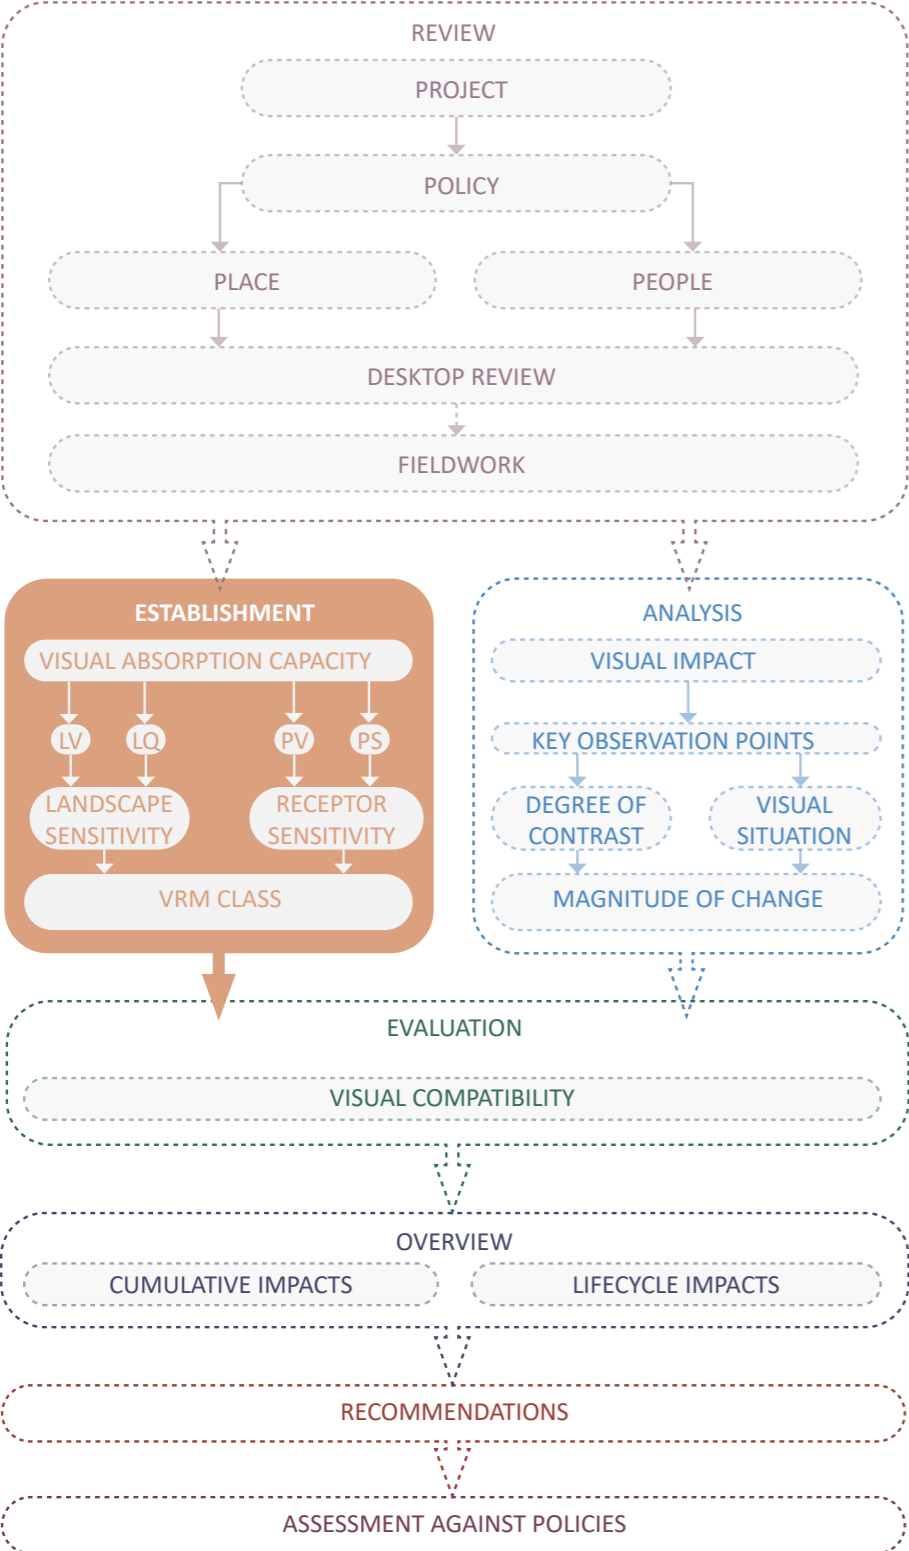 REVIEW
PROJECT
POLICY
PLACE
PEOPLE
DESKTOP REVIEW
FIELDWORK
ESTABLISHMENT
VISUAL ABSORPTION CAPACITY
LV
LQ
PV
PS
LANDSCAPE
SENSITIVITY
RECEPTOR
SENSITIVITY
VRM CLASS
ANALYSIS
VISUAL IMPACT
KEY OBSERVATION POINTS
DEGREE OF
CONTRAST
VISUAL
SITUATION
MAGNITUDE OF CHANGE
EVALUATION
VISUAL COMPATIBILITY
OVERVIEW
CUMULATIVE IMPACTS
LIFECYCLE IMPACTS
RECOMMENDATIONS
ASSESSMENT AGAINST POLICIES